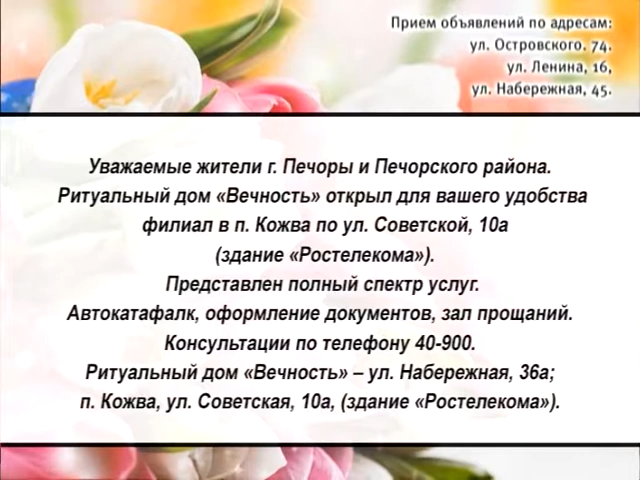 Прием объявлений по адресам:
ул. Островского. 74.
ул. Ленина, 16,
ул. Набережная, 45.
Уважаемые жители г. Печоры и Печорского района.
Ритуальный дом «Вечность» открыл для вашего удобства
филиал в п. Кожва по ул. Советской, 10а
(здание «Ростелекома»).
Представлен полный спектр услуг.
Автокатафалк, оформление документов, зал прощаний.
Консультации по телефону 40-900.
Ритуальный дом «Вечность» – ул. Набережная, 36а;
п. Кожва, ул. Советская, 10а, (здание «Ростелекома»).